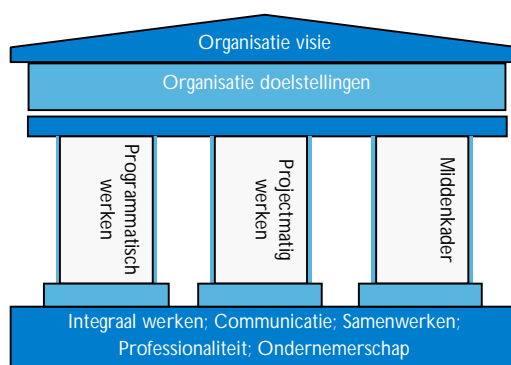 Organisatie visie
Organisatie doelstellingen
Programmatisch
werken
Projectmatig
werken
Middenkader
Integraal werken; Communicatie; Samenwerken;
Professionaliteit; Ondernemerschap